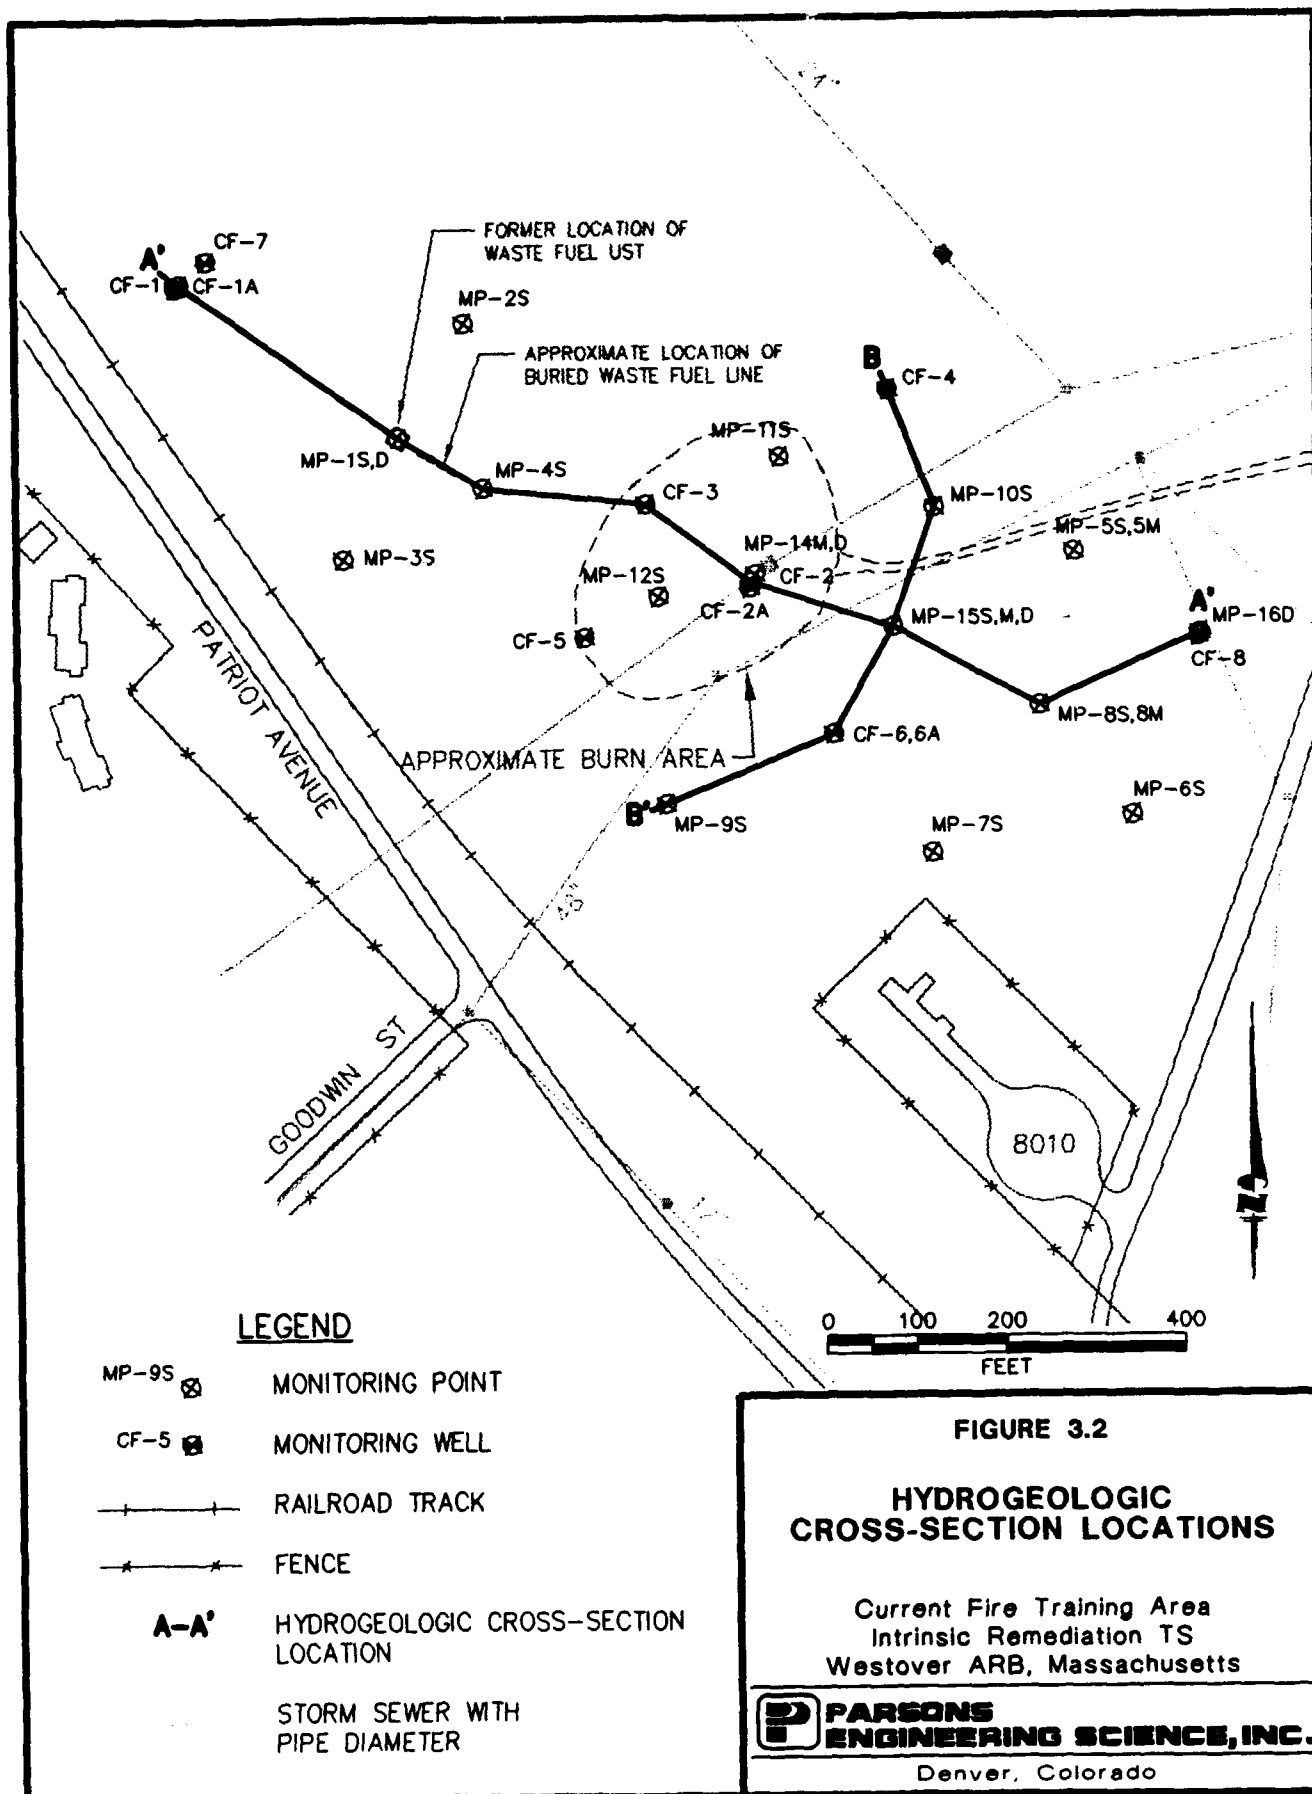 CF-7
A'
CF-1
CF-1A
FORMER LOCATION OF
WASTE FUEL UST
MP-2S
APPROXIMATE LOCATION OF
BURIED WASTE FUEL LINE
B
CF-4
MP-11S
MP-1S,D
MP-4S
CF-3
MP-10S
MP-5S,5M
MP-14M,D
MP-3S
MP-12S
CF-2
CF-2A
CF-5
MP-15S,M,D
A'
MP-16D
CF-8
MP-8S,8M
PATRIOT AVENUE
APPROXIMATE BURN AREA
CF-6,6A
B'
MP-9S
MP-6S
MP-7S
48"
GOODWIN ST
8010
N
0 100 200 400
FEET
LEGEND
MP-9S
MONITORING POINT
CF-5
MONITORING WELL
RAILROAD TRACK
FENCE
A-A'
HYDROGEOLOGIC CROSS-SECTION
LOCATION
STORM SEWER WITH
PIPE DIAMETER
FIGURE 3.2
HYDROGEOLOGIC
CROSS-SECTION LOCATIONS
Current Fire Training Area
Intrinsic Remediation TS
Westover ARB, Massachusetts
PARSONS
ENGINEERING SCIENCE, INC.
Denver, Colorado